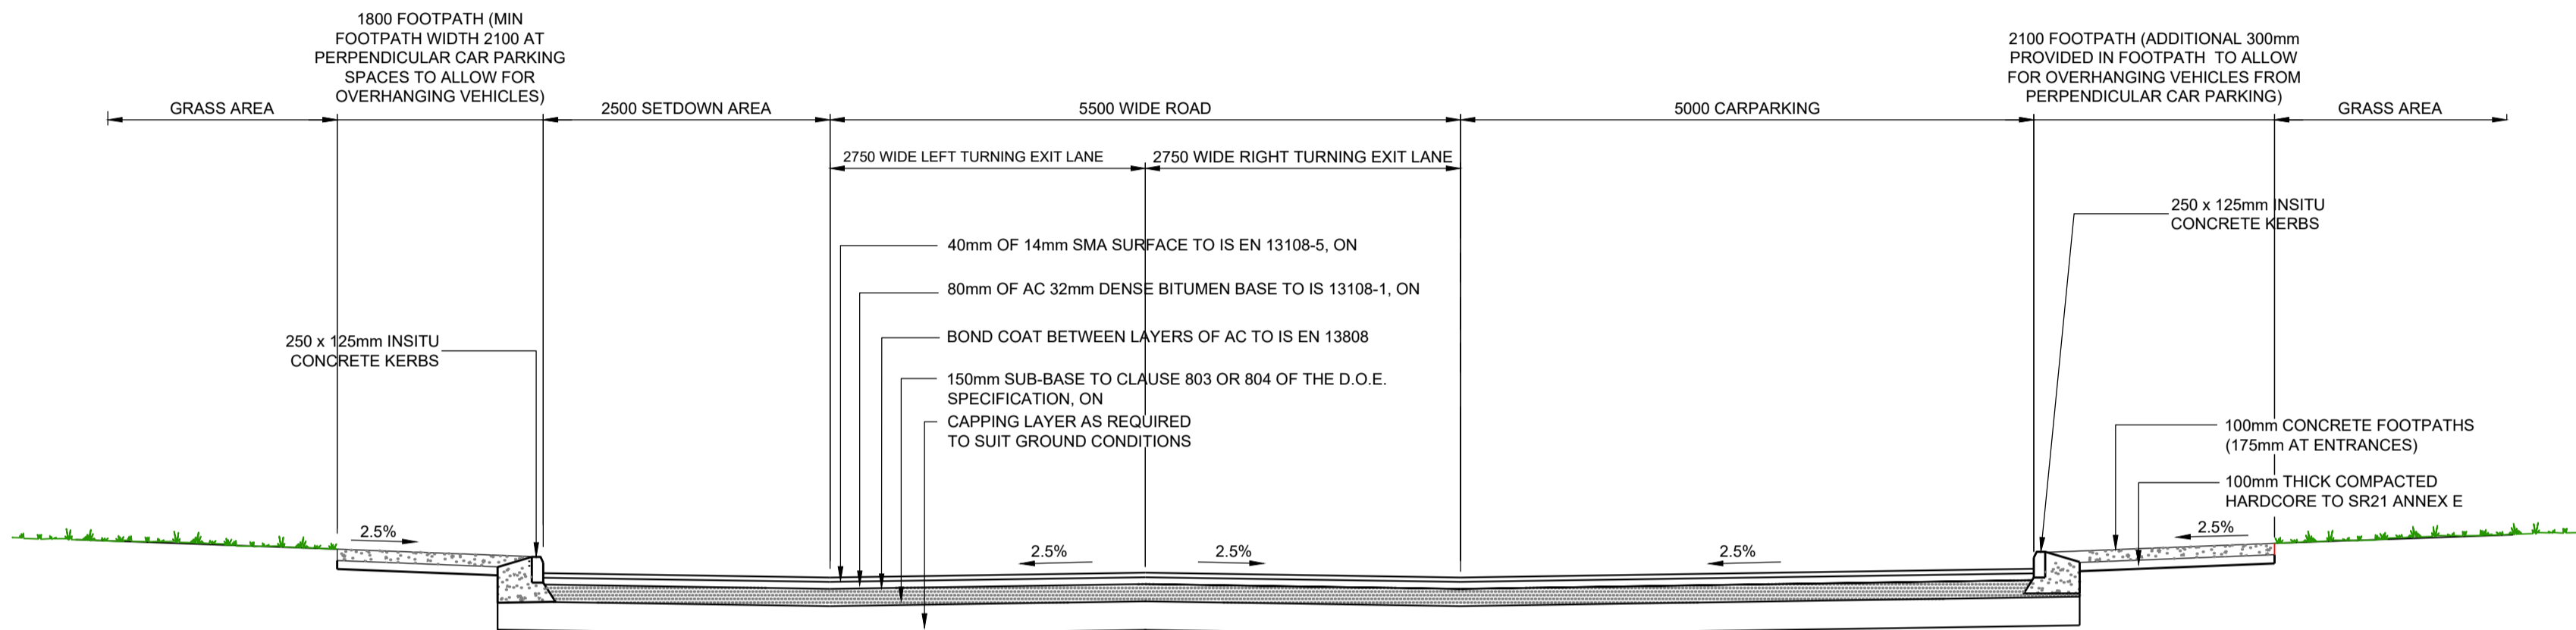 1800 FOOTPATH (MIN
FOOTPATH WIDTH 2100 AT
PERPENDICULAR CAR PARKING
SPACES TO ALLOW FOR
OVERHANGING VEHICLES)
2100 FOOTPATH (ADDITIONAL 300mm
PROVIDED IN FOOTPATH TO ALLOW
FOR OVERHANGING VEHICLES FROM
PERPENDICULAR CAR PARKING)
GRASS AREA
2500 SETDOWN AREA
5500 WIDE ROAD
5000 CARPARKING
GRASS AREA
2750 WIDE LEFT TURNING EXIT LANE
2750 WIDE RIGHT TURNING EXIT LANE
250 x 125mm INSITU
CONCRETE KERBS
40mm OF 14mm SMA SURFACE TO IS EN 13108-5, ON
80mm OF AC 32mm DENSE BITUMEN BASE TO IS 13108-1, ON
BOND COAT BETWEEN LAYERS OF AC TO IS EN 13808
250 x 125mm INSITU
CONCRETE KERBS
150mm SUB-BASE TO CLAUSE 803 OR 804 OF THE D.O.E.
SPECIFICATION, ON
CAPPING LAYER AS REQUIRED
TO SUIT GROUND CONDITIONS
100mm CONCRETE FOOTPATHS
(175mm AT ENTRANCES)
100mm THICK COMPACTED
HARDCORE TO SR21 ANNEX E
2.5%
2.5%
2.5%
2.5%
2.5%